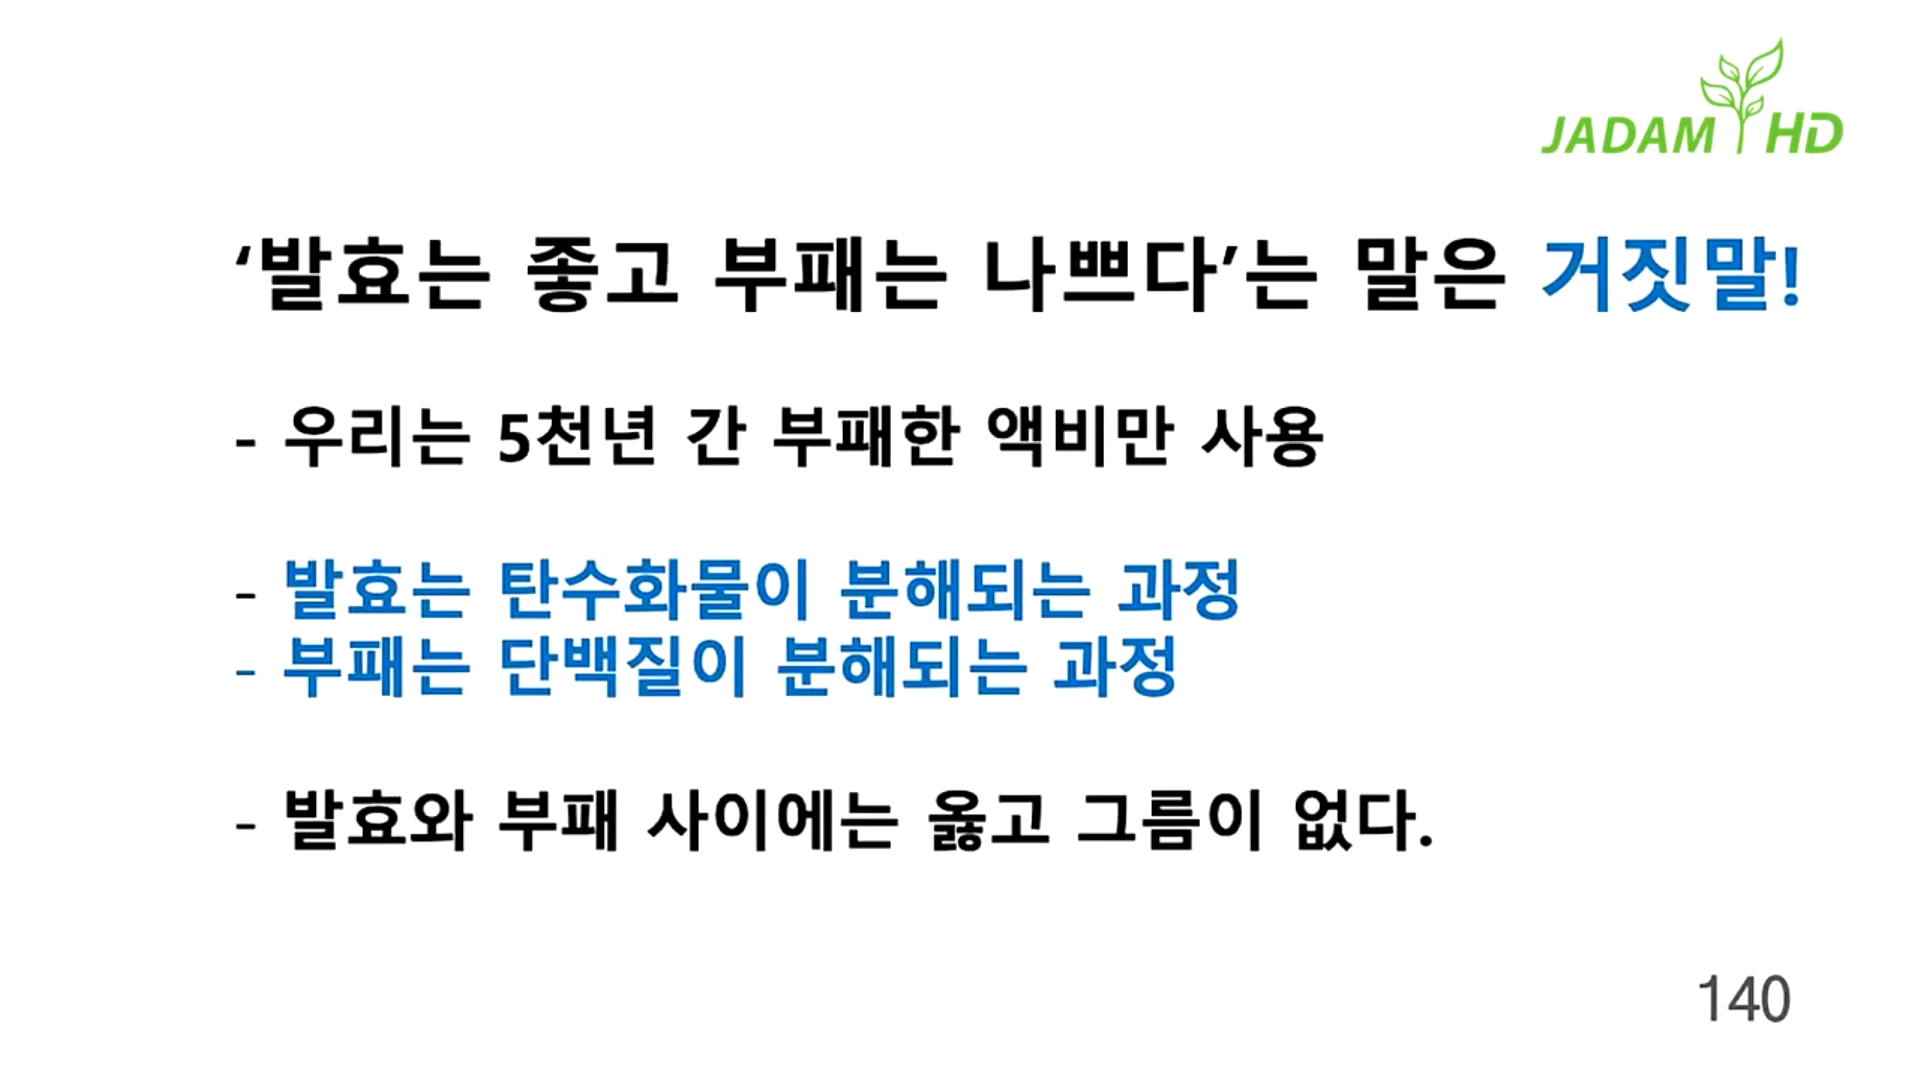 JADAM HD
‘발효는 좋고 부패는 나쁘다’는 말은 거짓말!
- 우리는 5천년 간 부패한 액비만 사용
- 발효는 탄수화물이 분해되는 과정
- 부패는 단백질이 분해되는 과정
- 발효와 부패 사이에는 옳고 그름이 없다.
140